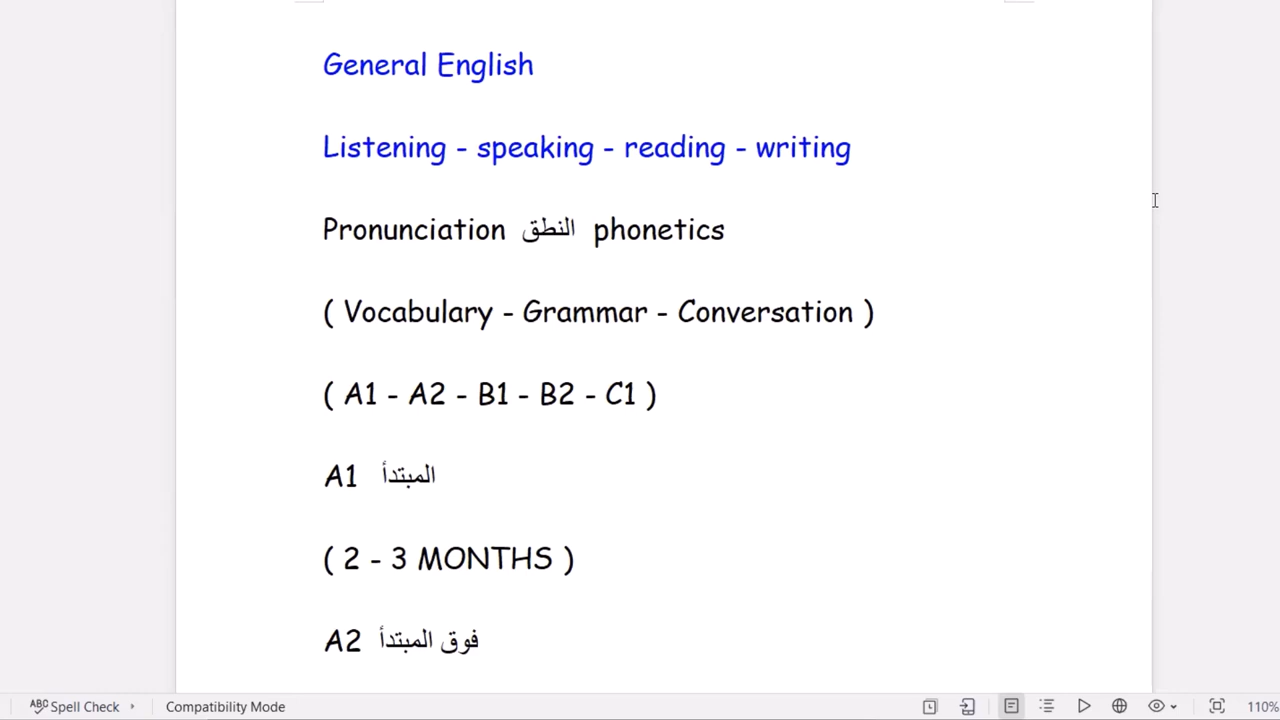 General English
Listening - speaking - reading - writing
Pronunciation النطق phonetics
( Vocabulary - Grammar - Conversation )
( A1 - A2 - B1 - B2 - C1 )
A1 المبتدأ
( 2 - 3 MONTHS )
A2 فوق المبتدأ
ABC Spell Check Compatibility Mode 110%